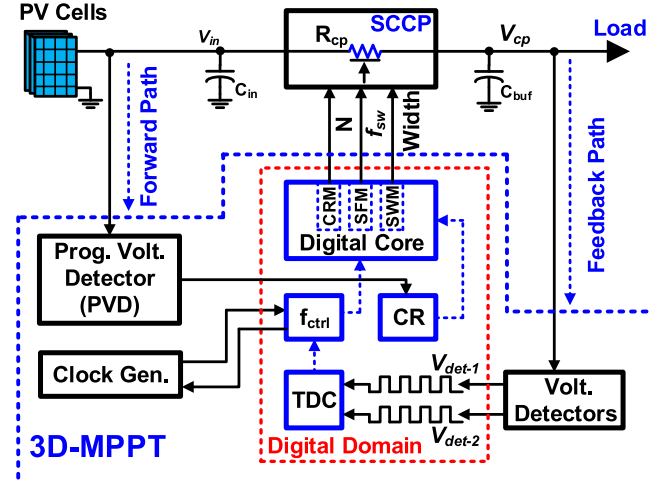 PV Cells
V_in
SCCP
R_cp
V_cp
Load
C_in
C_buf
N
f_sw
Width
Forward Path
Feedback Path
CRM
SFM
SWM
Digital Core
Prog. Volt.
Detector
(PVD)
f_ctrl
CR
Clock Gen.
TDC
V_det-1
V_det-2
Volt.
Detectors
Digital Domain
3D-MPPT